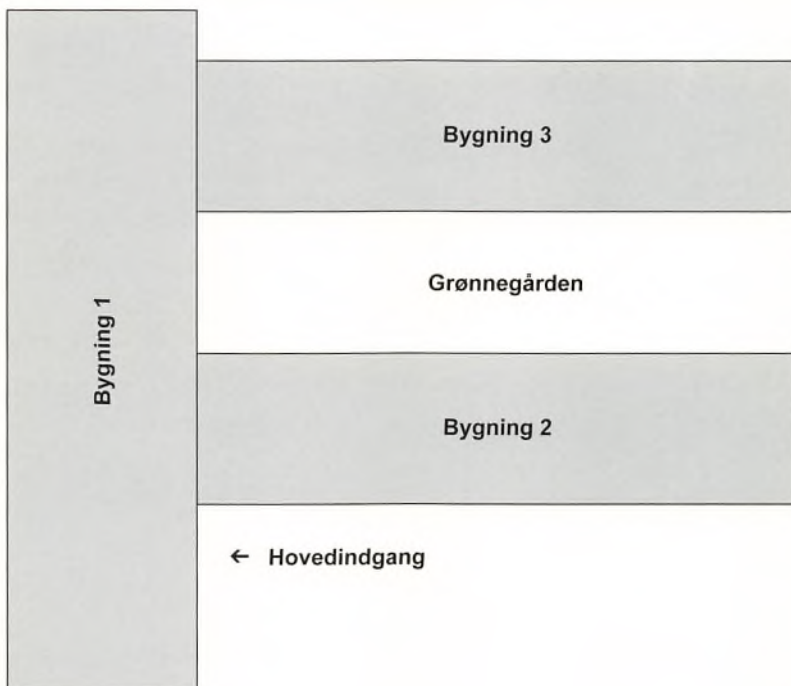 Bygning 3
Grønnegården
Bygning 1
Bygning 2
← Hovedindgang